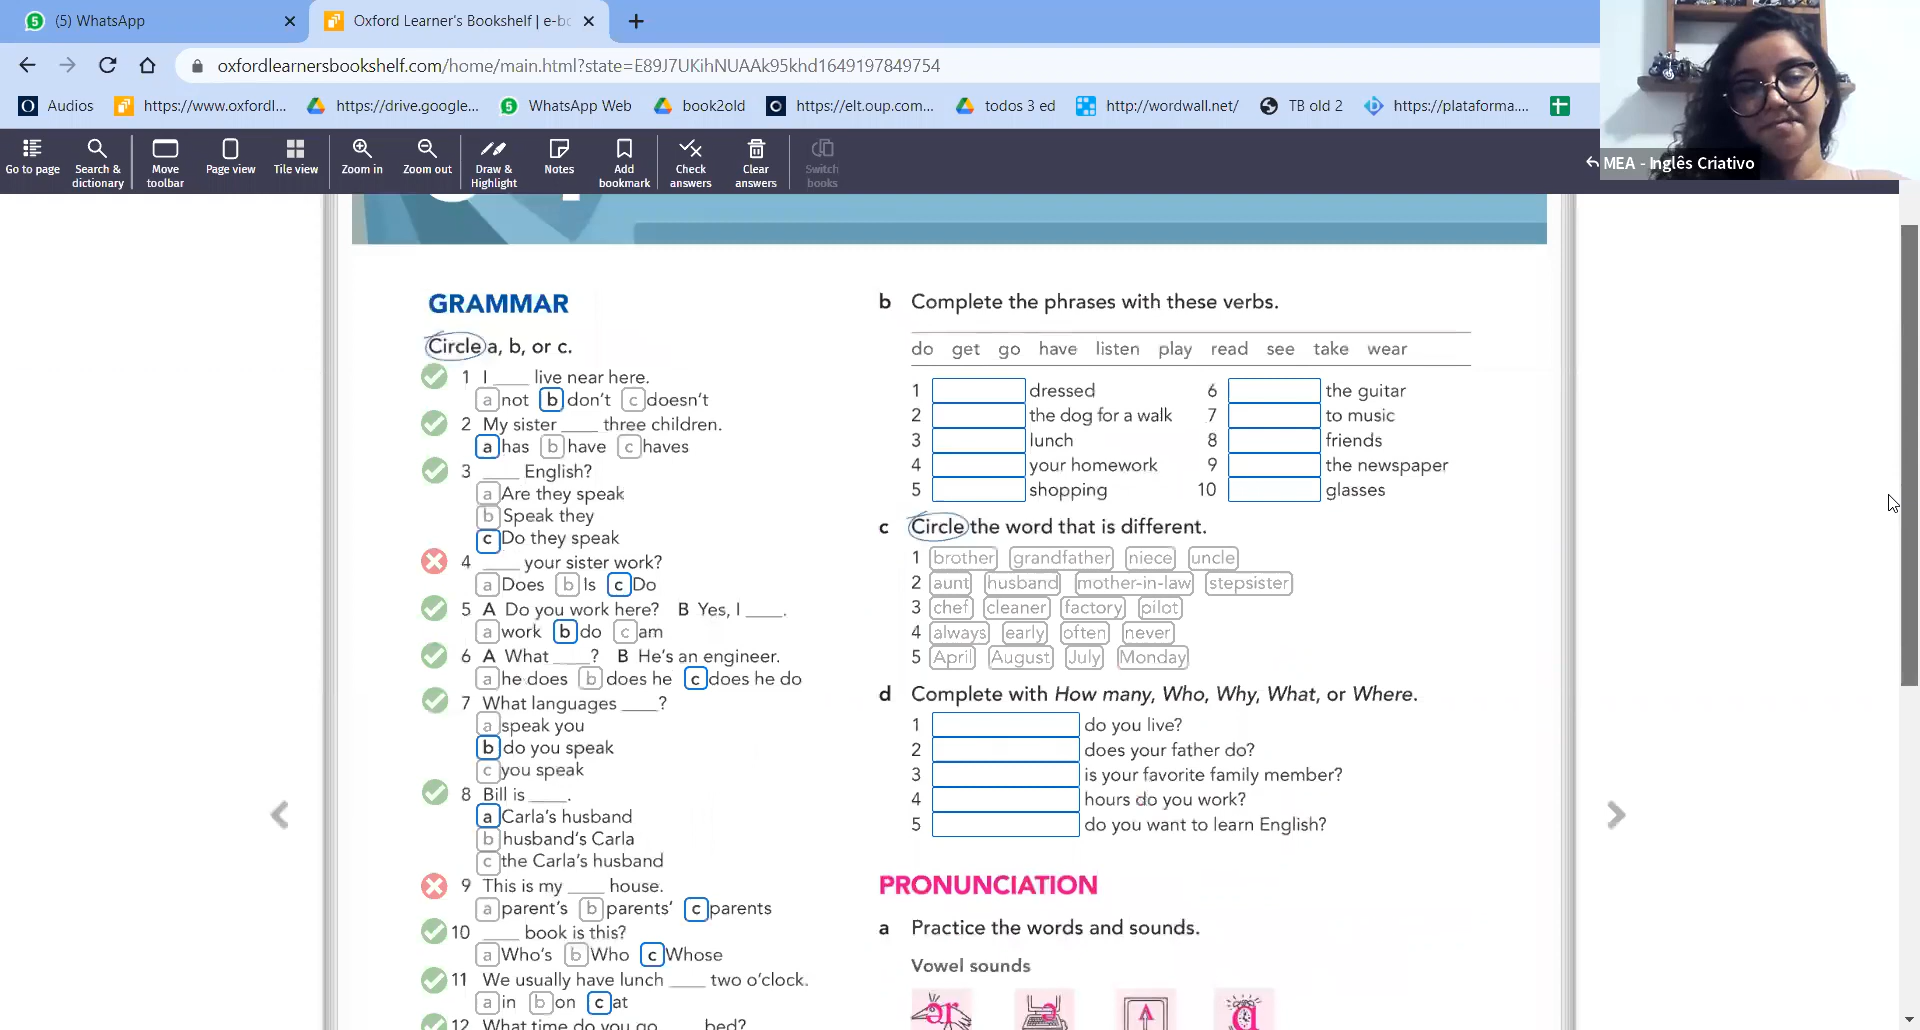 (5) WhatsApp
Oxford Learner's Bookshelf | e-bo
oxfordlearnersbookshelf.com/home/main.html?state=E89J7UKihNUAAk95khd1649197849754
Audios https://www.oxfordl... https://drive.google... WhatsApp Web book2old https://elt.oup.com... todos 3 ed http://wordwall.net/ TB old 2 https://plataforma....
Go to page
Search & dictionary
Move toolbar
Page view
Tile view
Zoom in
Zoom out
Draw & Highlight
Notes
Add bookmark
Check answers
Clear answers
Switch books
MEA - Inglês Criativo
GRAMMAR
Circle a, b, or c.
1 I ____ live near here.
a not b don't c doesn't
2 My sister ____ three children.
a has b have c haves
3 ____ English?
a Are they speak
b Speak they
c Do they speak
4 ____ your sister work?
a Does b Is c Do
5 A Do you work here? B Yes, I ____.
a work b do c am
6 A What ____? B He's an engineer.
a he does b does he c does he do
7 What languages ____?
a speak you
b do you speak
c you speak
8 Bill is ____.
a Carla's husband
b husband's Carla
c the Carla's husband
9 This is my ____ house.
a parent's b parents' c parents
10 ____ book is this?
a Who's b Who c Whose
11 We usually have lunch ____ two o'clock.
a in b on c at
12 What time do you go ____ bed?
b Complete the phrases with these verbs.
do get go have listen play read see take wear
1 dressed
2 the dog for a walk
3 lunch
4 your homework
5 shopping
6 the guitar
7 to music
8 friends
9 the newspaper
10 glasses
c Circle the word that is different.
1 brother grandfather niece uncle
2 aunt husband mother-in-law stepsister
3 chef cleaner factory pilot
4 always early often never
5 April August July Monday
d Complete with How many, Who, Why, What, or Where.
1 do you live?
2 does your father do?
3 is your favorite family member?
4 hours do you work?
5 do you want to learn English?
PRONUNCIATION
a Practice the words and sounds.
Vowel sounds
ər ə ʌ ɑ